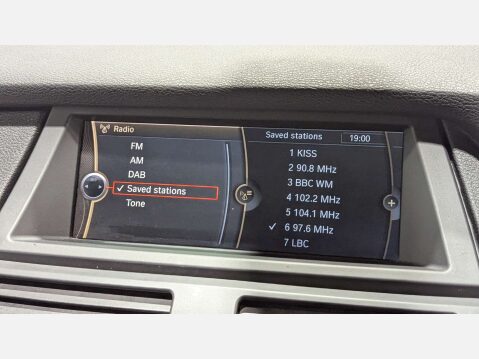 Radio
FM
AM
DAB
✓ Saved stations
Tone
Saved stations 19:00
1 KISS
2 90.8 MHz
3 BBC WM
4 102.2 MHz
5 104.1 MHz
✓ 6 97.6 MHz
7 LBC